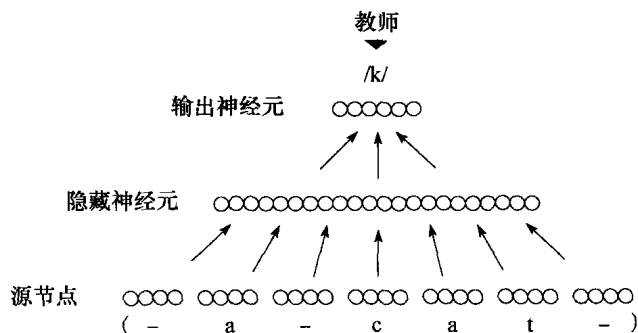 教师
/k/
输出神经元
隐藏神经元
源节点
( – a – c a t – )